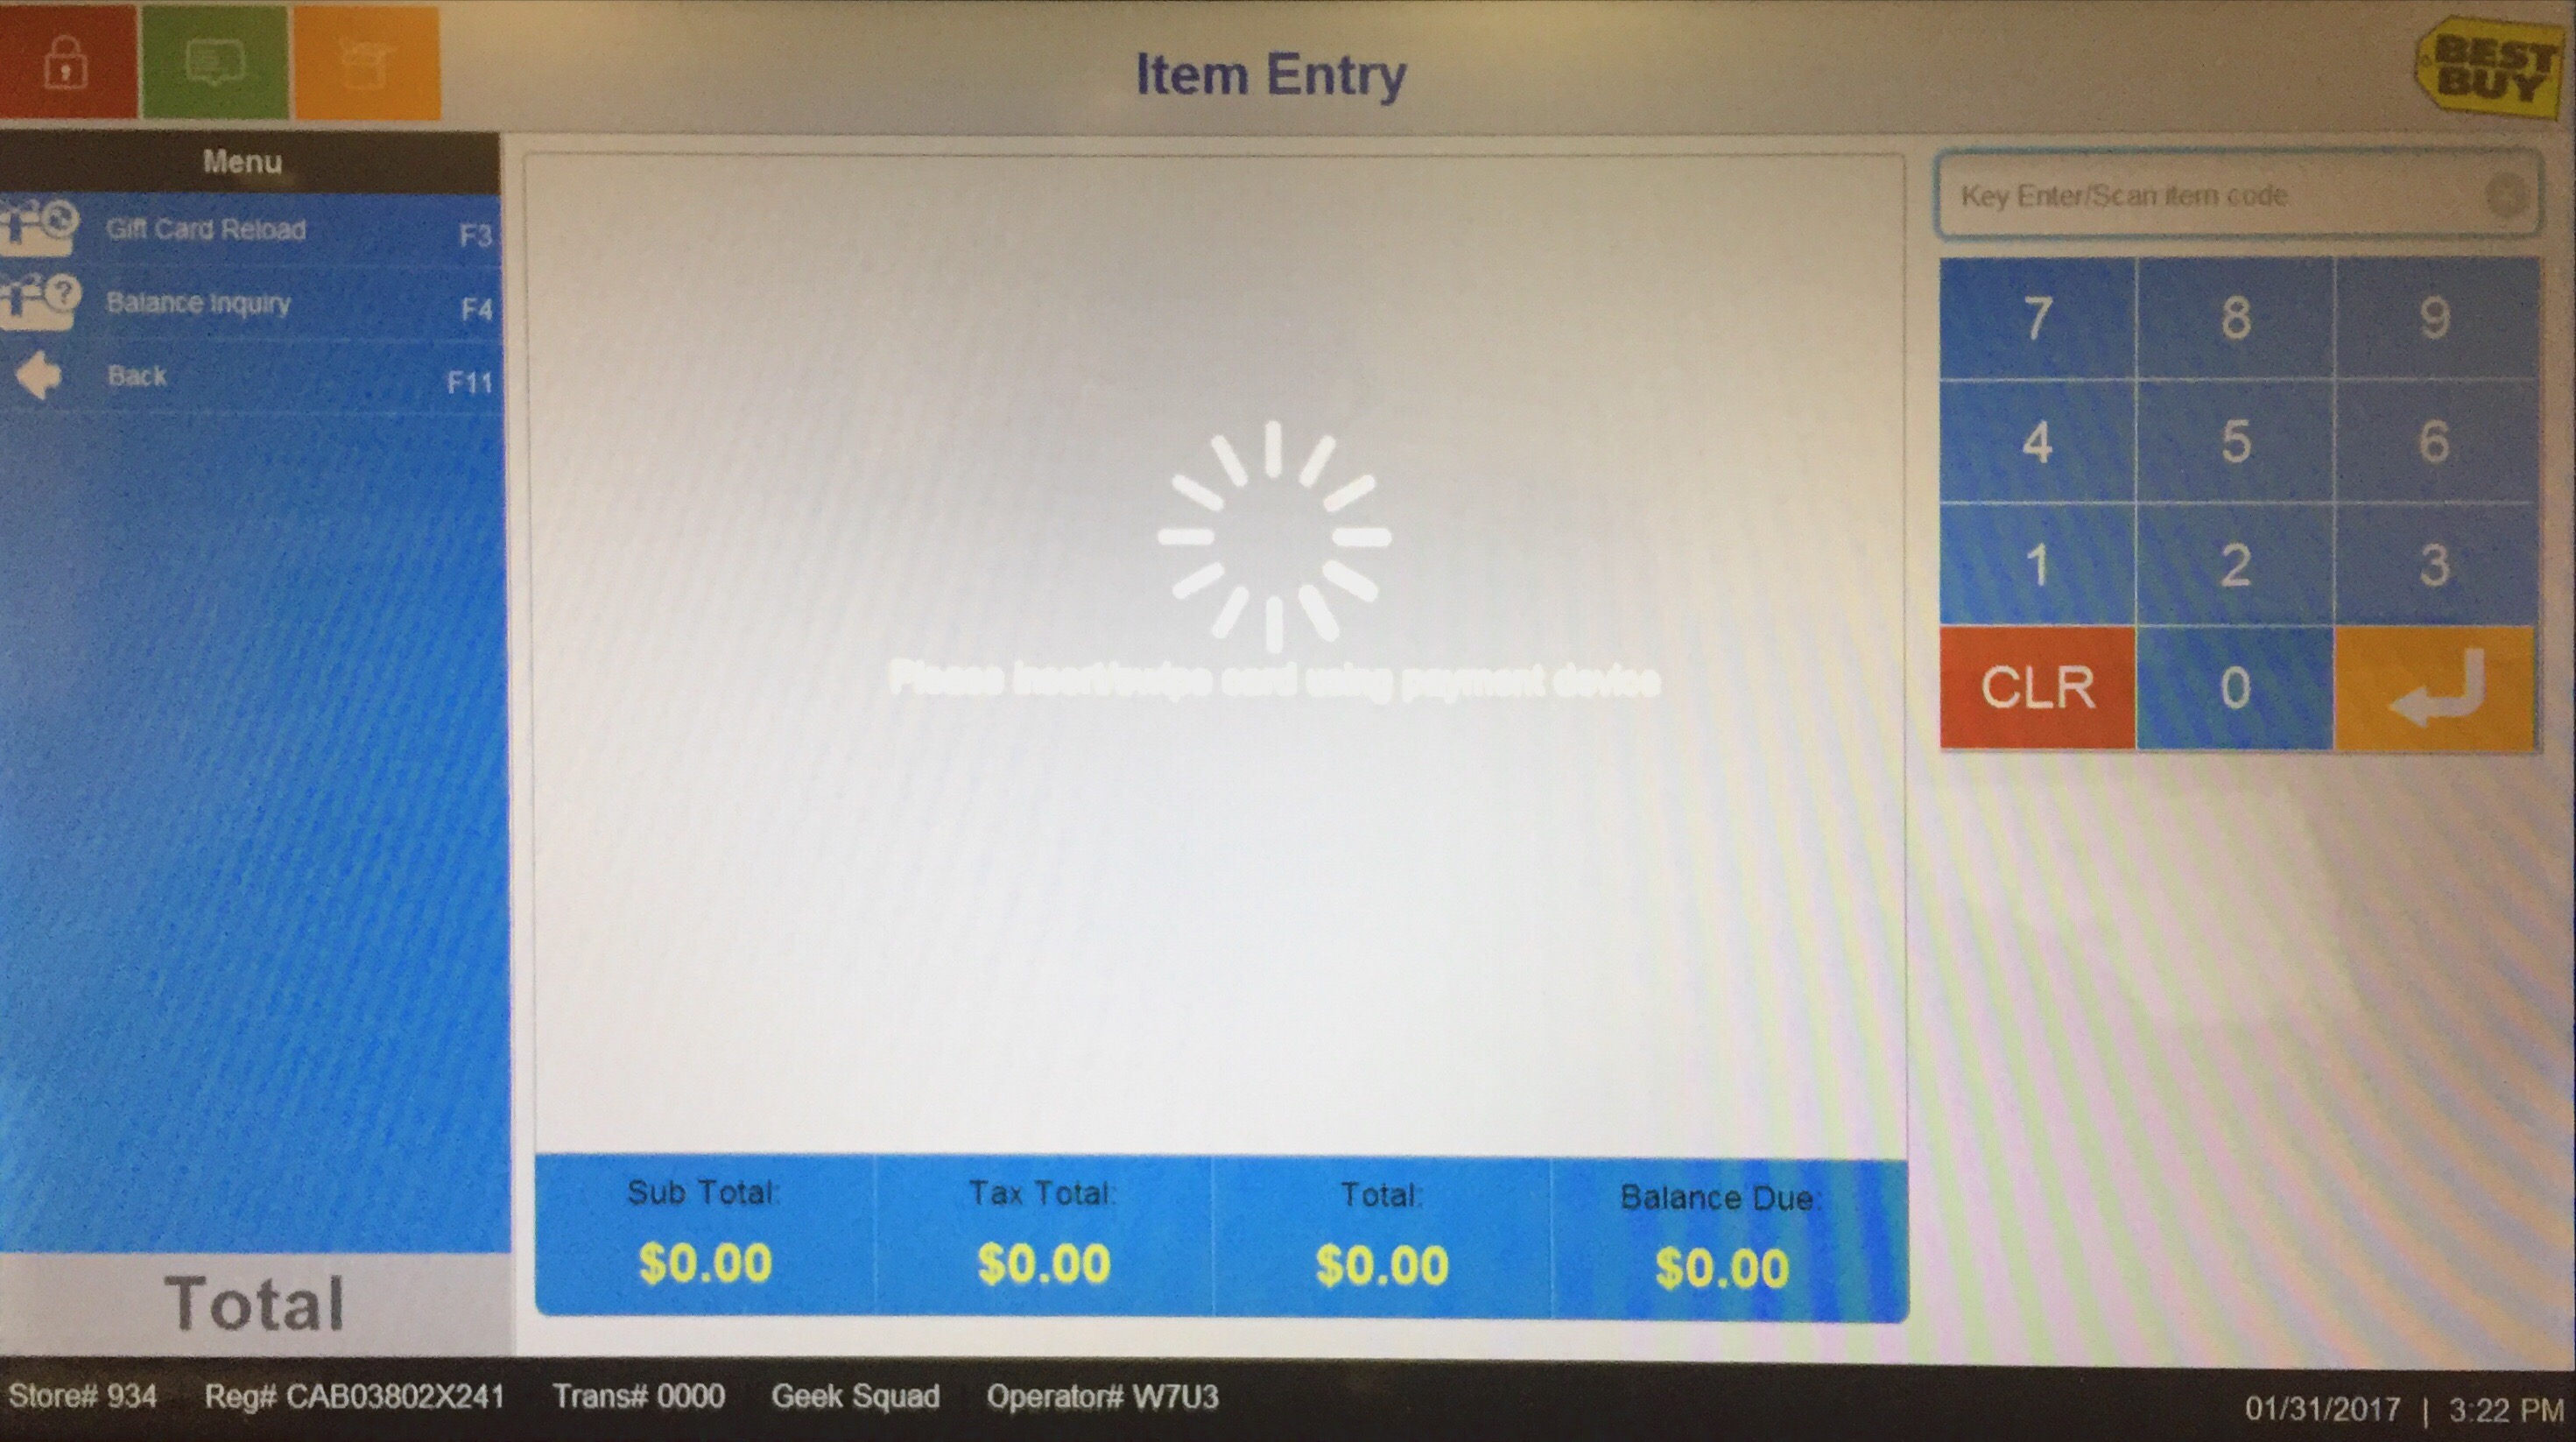 Item Entry
BEST
BUY
Menu
Gift Card Reload F3
Balance Inquiry F4
Back F11
Key Enter/Scan item code
7 8 9
4 5 6
1 2 3
CLR 0
Please insert/swipe card using payment device
Sub Total: Tax Total: Total: Balance Due:
$0.00 $0.00 $0.00 $0.00
Total
Store# 934 Reg# CAB03802X241 Trans# 0000 Geek Squad Operator# W7U3 01/31/2017 | 3:22 PM